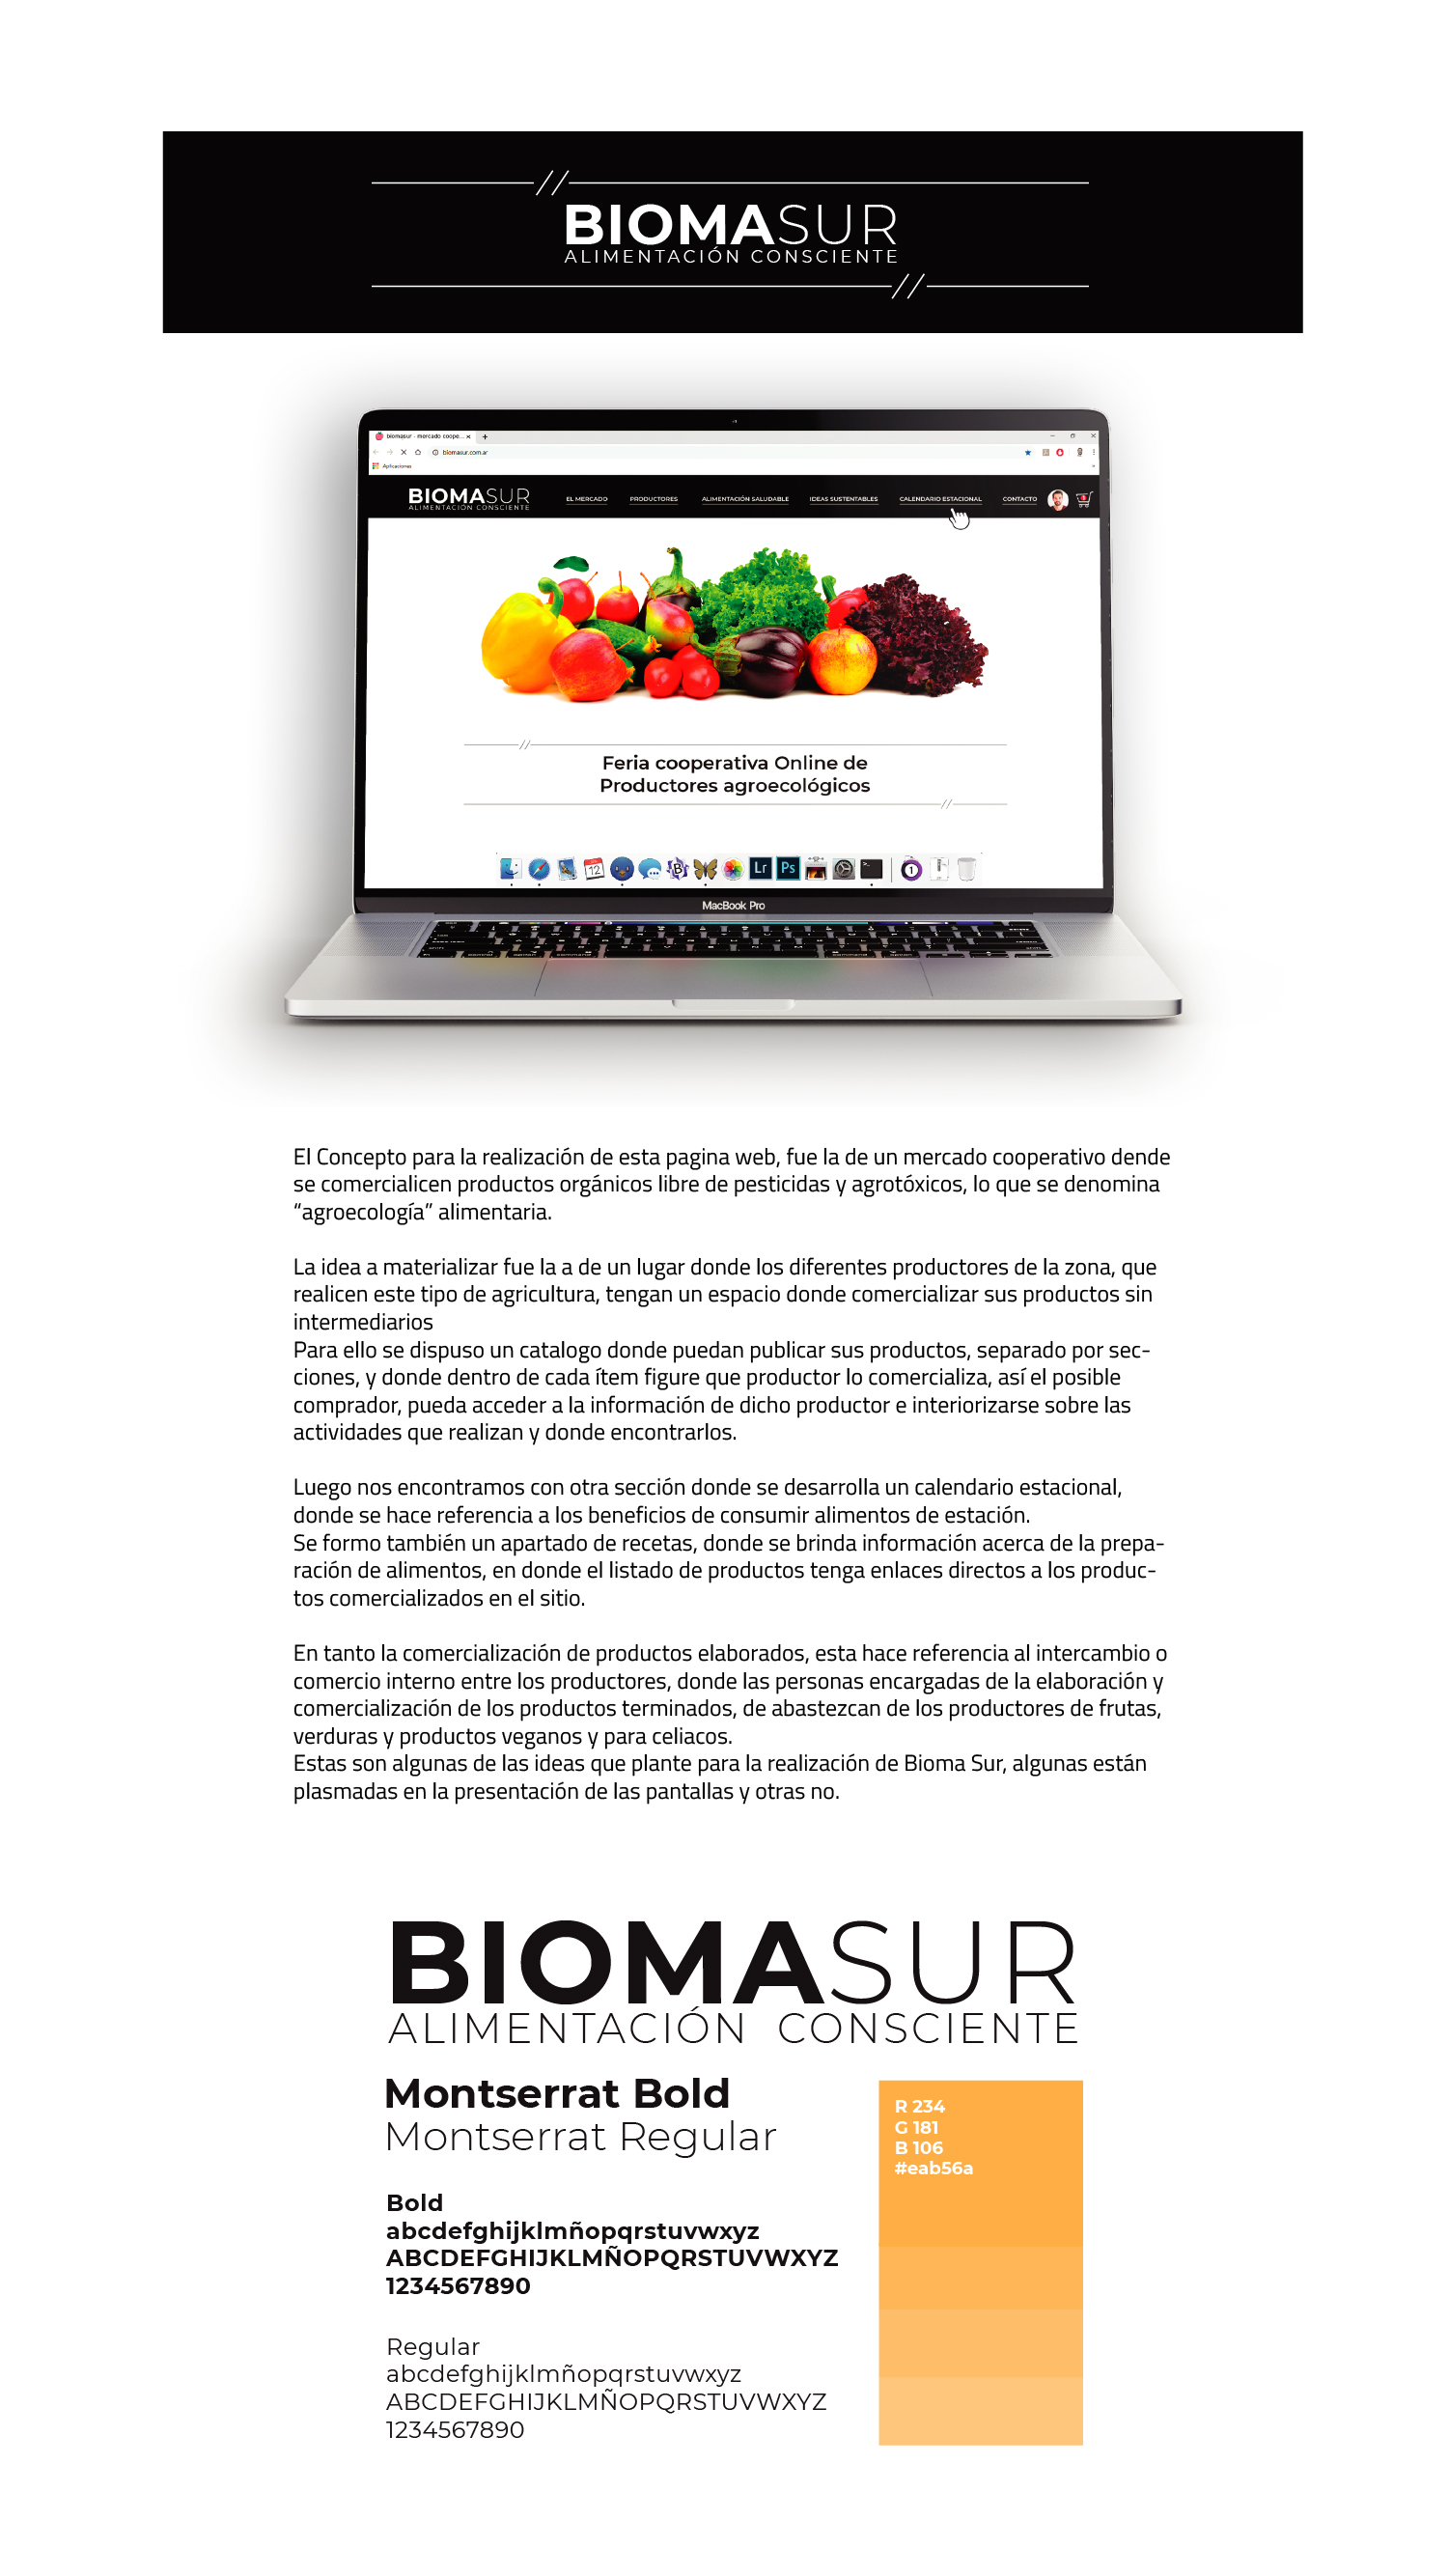 BIOMASUR
ALIMENTACIÓN CONSCIENTE
biomasur - mercado coope...
biomasur.com.ar
Aplicaciones
BIOMASUR
ALIMENTACIÓN CONSCIENTE
EL MERCADO PRODUCTORES ALIMENTACIÓN SALUDABLE IDEAS SUSTENTABLES CALENDARIO ESTACIONAL CONTACTO
Feria cooperativa Online de
Productores agroecológicos
12 B Lr Ps 1
MacBook Pro
El Concepto para la realización de esta pagina web, fue la de un mercado cooperativo dende
se comercialicen productos orgánicos libre de pesticidas y agrotóxicos, lo que se denomina
“agroecología” alimentaria.
La idea a materializar fue la a de un lugar donde los diferentes productores de la zona, que
realicen este tipo de agricultura, tengan un espacio donde comercializar sus productos sin
intermediarios
Para ello se dispuso un catalogo donde puedan publicar sus productos, separado por sec-
ciones, y donde dentro de cada ítem figure que productor lo comercializa, así el posible
comprador, pueda acceder a la información de dicho productor e interiorizarse sobre las
actividades que realizan y donde encontrarlos.
Luego nos encontramos con otra sección donde se desarrolla un calendario estacional,
donde se hace referencia a los beneficios de consumir alimentos de estación.
Se formo también un apartado de recetas, donde se brinda información acerca de la prepa-
ración de alimentos, en donde el listado de productos tenga enlaces directos a los produc-
tos comercializados en el sitio.
En tanto la comercialización de productos elaborados, esta hace referencia al intercambio o
comercio interno entre los productores, donde las personas encargadas de la elaboración y
comercialización de los productos terminados, de abastezcan de los productores de frutas,
verduras y productos veganos y para celiacos.
Estas son algunas de las ideas que plante para la realización de Bioma Sur, algunas están
plasmadas en la presentación de las pantallas y otras no.
BIOMASUR
ALIMENTACIÓN CONSCIENTE
Montserrat Bold
Montserrat Regular
R 234
G 181
B 106
#eab56a
Bold
abcdefghijklmñopqrstuvwxyz
ABCDEFGHIJKLMÑOPQRSTUVWXYZ
1234567890
Regular
abcdefghijklmñopqrstuvwxyz
ABCDEFGHIJKLMÑOPQRSTUVWXYZ
1234567890